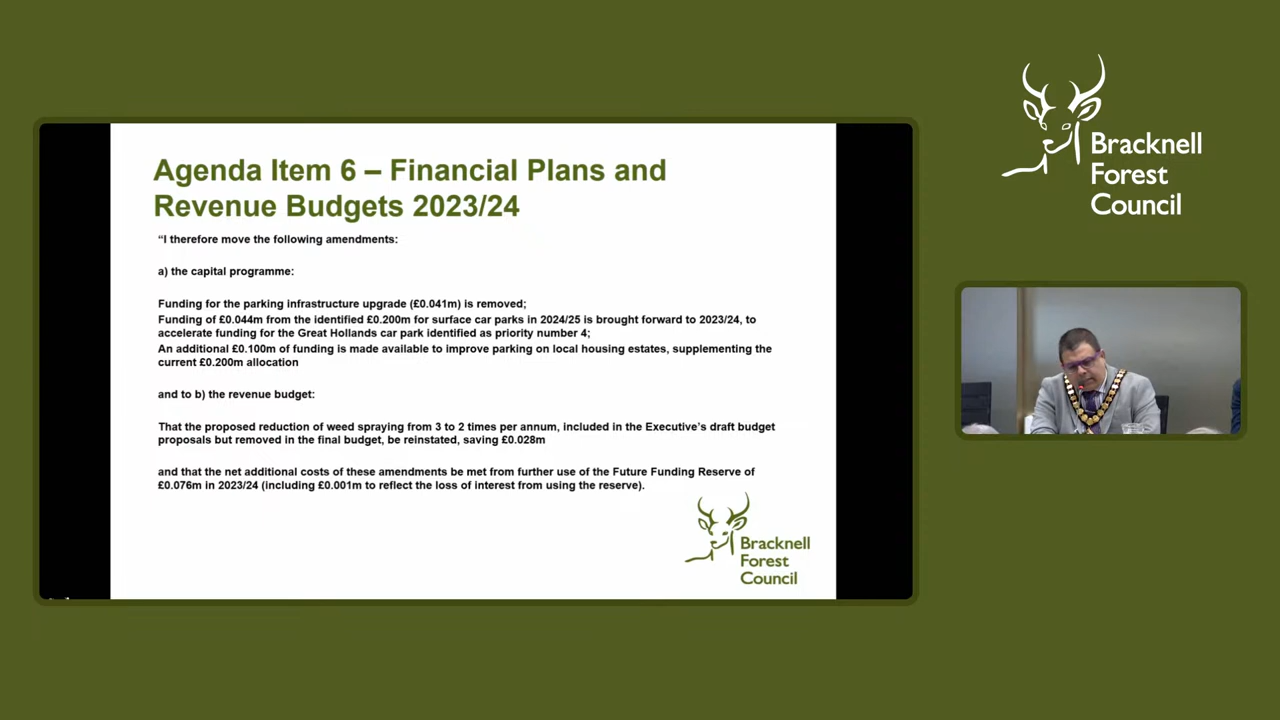 Agenda Item 6 – Financial Plans and
Revenue Budgets 2023/24
“I therefore move the following amendments:
a) the capital programme:
Funding for the parking infrastructure upgrade (£0.041m) is removed;
Funding of £0.044m from the identified £0.200m for surface car parks in 2024/25 is brought forward to 2023/24, to
accelerate funding for the Great Hollands car park identified as priority number 4;
An additional £0.100m of funding is made available to improve parking on local housing estates, supplementing the
current £0.200m allocation
and to b) the revenue budget:
That the proposed reduction of weed spraying from 3 to 2 times per annum, included in the Executive’s draft budget
proposals but removed in the final budget, be reinstated, saving £0.028m
and that the net additional costs of these amendments be met from further use of the Future Funding Reserve of
£0.076m in 2023/24 (including £0.001m to reflect the loss of interest from using the reserve).
Bracknell
Forest
Council
Bracknell
Forest
Council